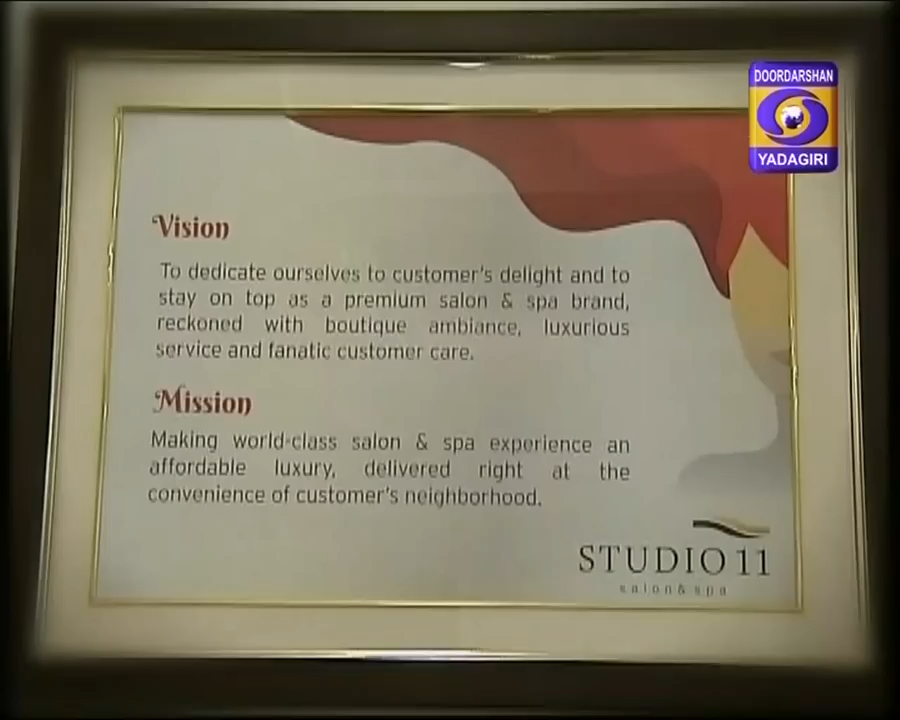 DOORDARSHAN
YADAGIRI
Vision
To dedicate ourselves to customer's delight and to
stay on top as a premium salon & spa brand,
reckoned with boutique ambiance, luxurious
service and fanatic customer care.
Mission
Making world-class salon & spa experience an
affordable luxury, delivered right at the
convenience of customer's neighborhood.
STUDIO 11
salon & spa